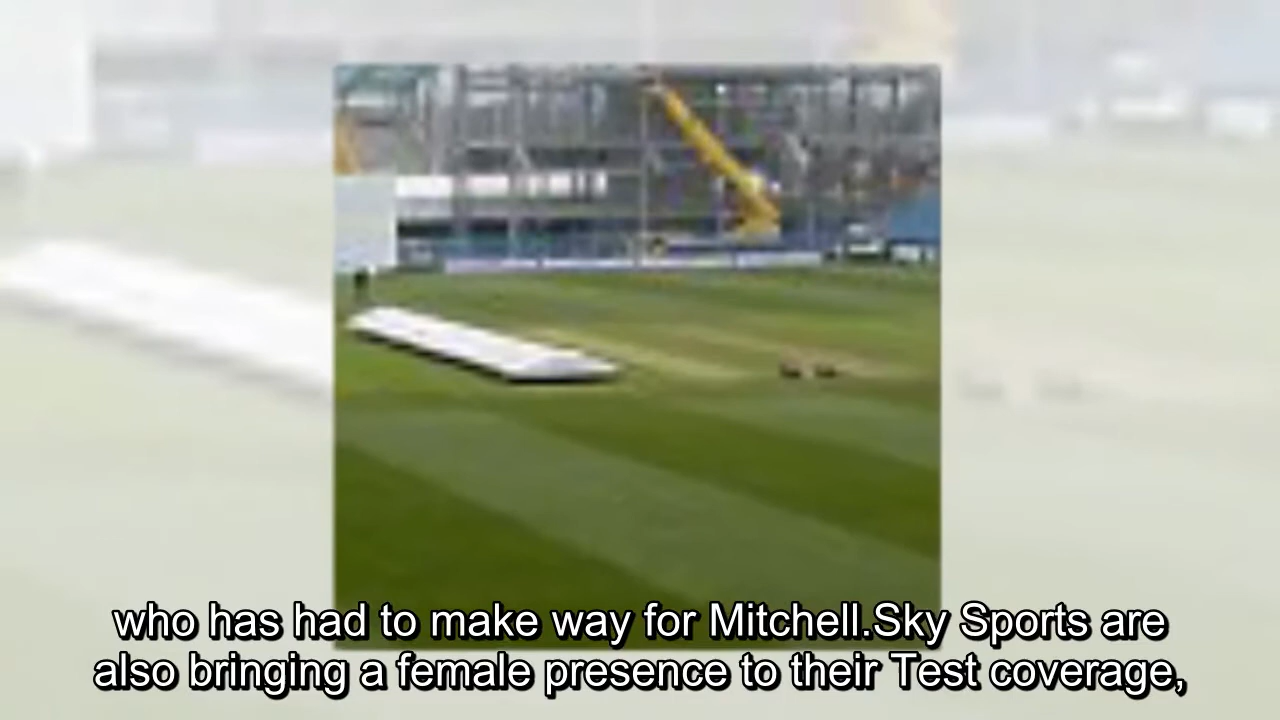 who has had to make way for Mitchell.Sky Sports are
also bringing a female presence to their Test coverage,